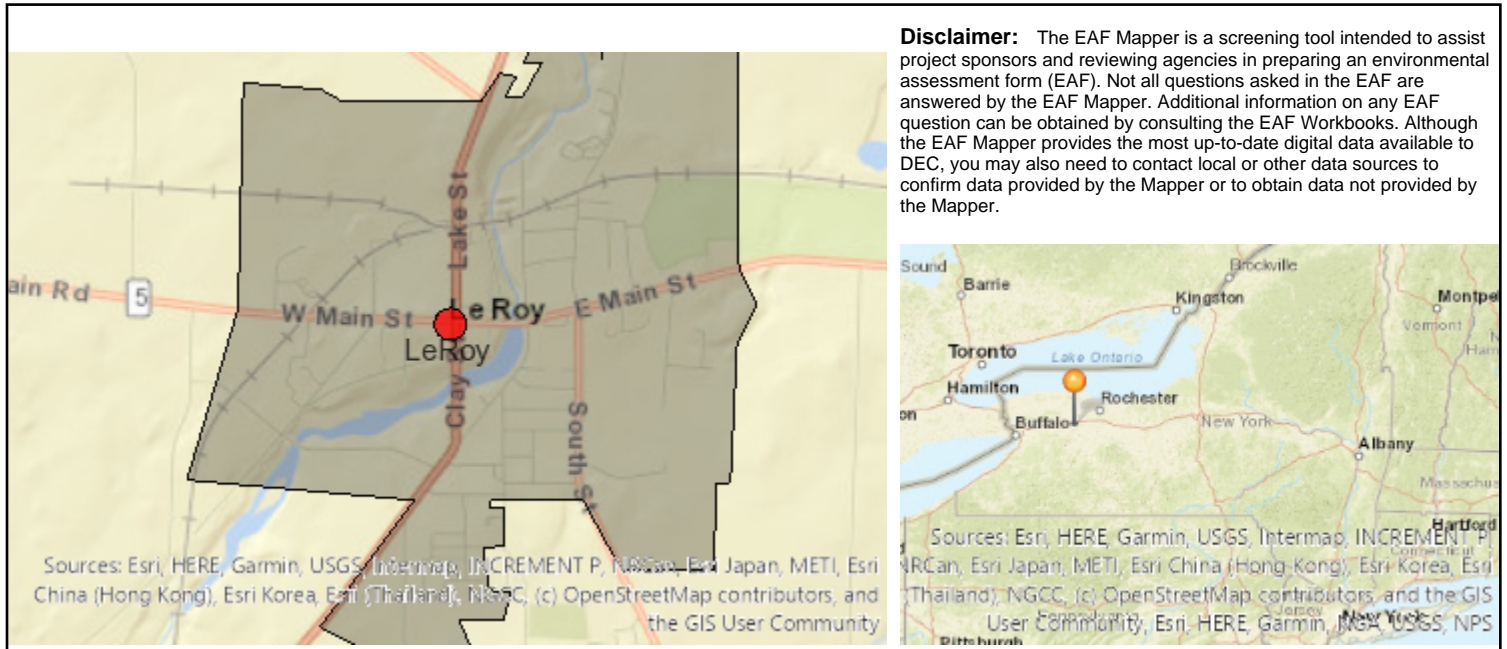 Disclaimer: The EAF Mapper is a screening tool intended to assist
project sponsors and reviewing agencies in preparing an environmental
assessment form (EAF). Not all questions asked in the EAF are
answered by the EAF Mapper. Additional information on any EAF
question can be obtained by consulting the EAF Workbooks. Although
the EAF Mapper provides the most up-to-date digital data available to
DEC, you may also need to contact local or other data sources to
confirm data provided by the Mapper or to obtain data not provided by
the Mapper.
Lake St
ain Rd
5
W Main St
Le Roy
E Main St
LeRoy
Clay
South St
Sources: Esri, HERE, Garmin, USGS, Intermap, INCREMENT P, NRCan, Esri Japan, METI, Esri
China (Hong Kong), Esri Korea, Esri (Thailand), NGCC, (c) OpenStreetMap contributors, and
the GIS User Community
Sound
Barrie
Brockville
Kingston
Montpel
Vermont
Toronto
Lake Ontario
Ham
Hamilton
Rochester
on
Buffalo
New York
Albany
Massachus
Hartford
Connecticut
Sources: Esri, HERE, Garmin, USGS, Intermap, INCREMENT P,
NRCan, Esri Japan, METI, Esri China (Hong Kong), Esri Korea, Esri
(Thailand), NGCC, (c) OpenStreetMap contributors, and the GIS
Pennsylvania
Jersey
New York
User Community, Esri, HERE, Garmin, NGA, USGS, NPS
Pittsburgh